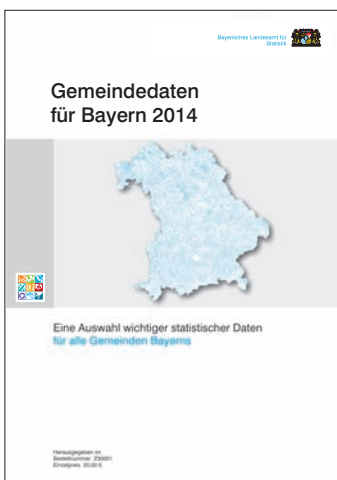 Bayerisches Landesamt für
Statistik
Gemeindedaten
für Bayern 2014
Eine Auswahl wichtiger statistischer Daten
für alle Gemeinden Bayerns
Herausgegeben im
Bestellnummer Z30001
Einzelpreis 20,00 €